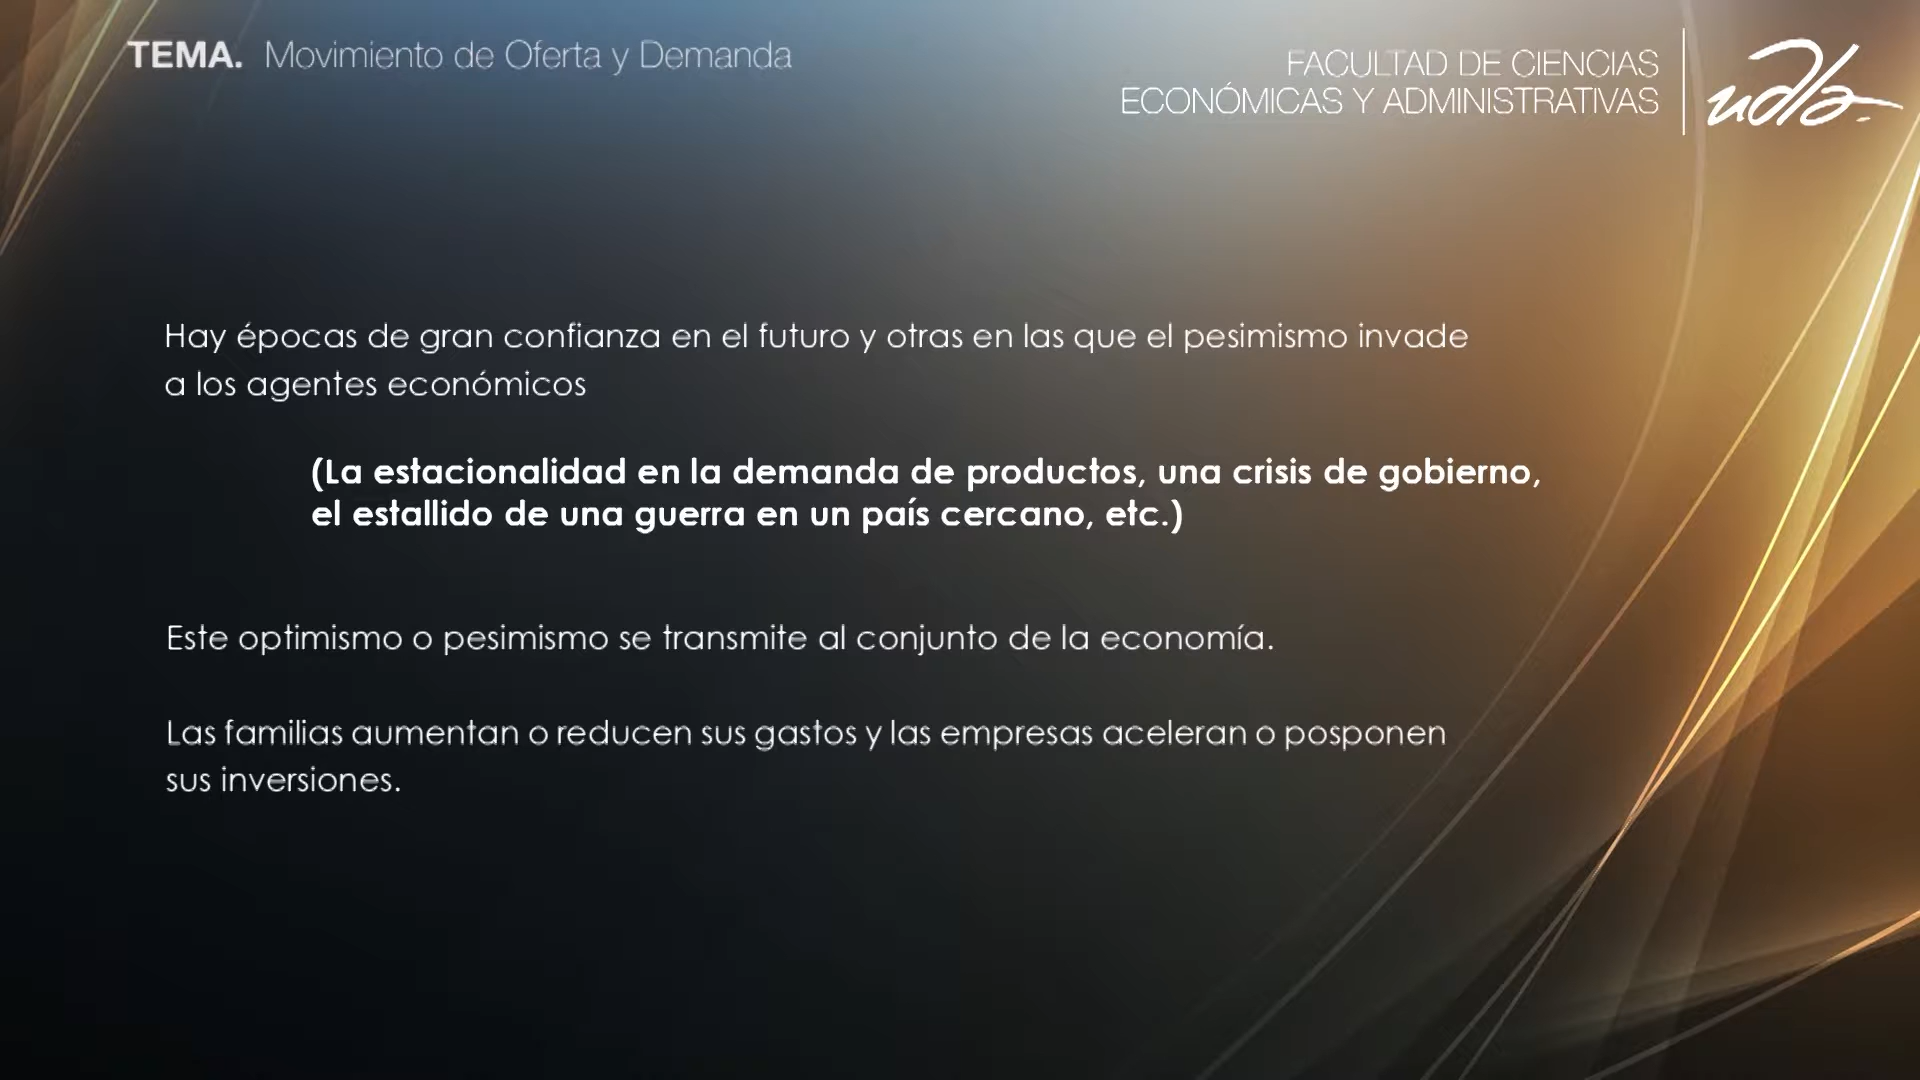 TEMA. Movimiento de Oferta y Demanda
FACULTAD DE CIENCIAS
ECONÓMICAS Y ADMINISTRATIVAS
udla-
Hay épocas de gran confianza en el futuro y otras en las que el pesimismo invade
a los agentes económicos
(La estacionalidad en la demanda de productos, una crisis de gobierno,
el estallido de una guerra en un país cercano, etc.)
Este optimismo o pesimismo se transmite al conjunto de la economía.
Las familias aumentan o reducen sus gastos y las empresas aceleran o posponen
sus inversiones.